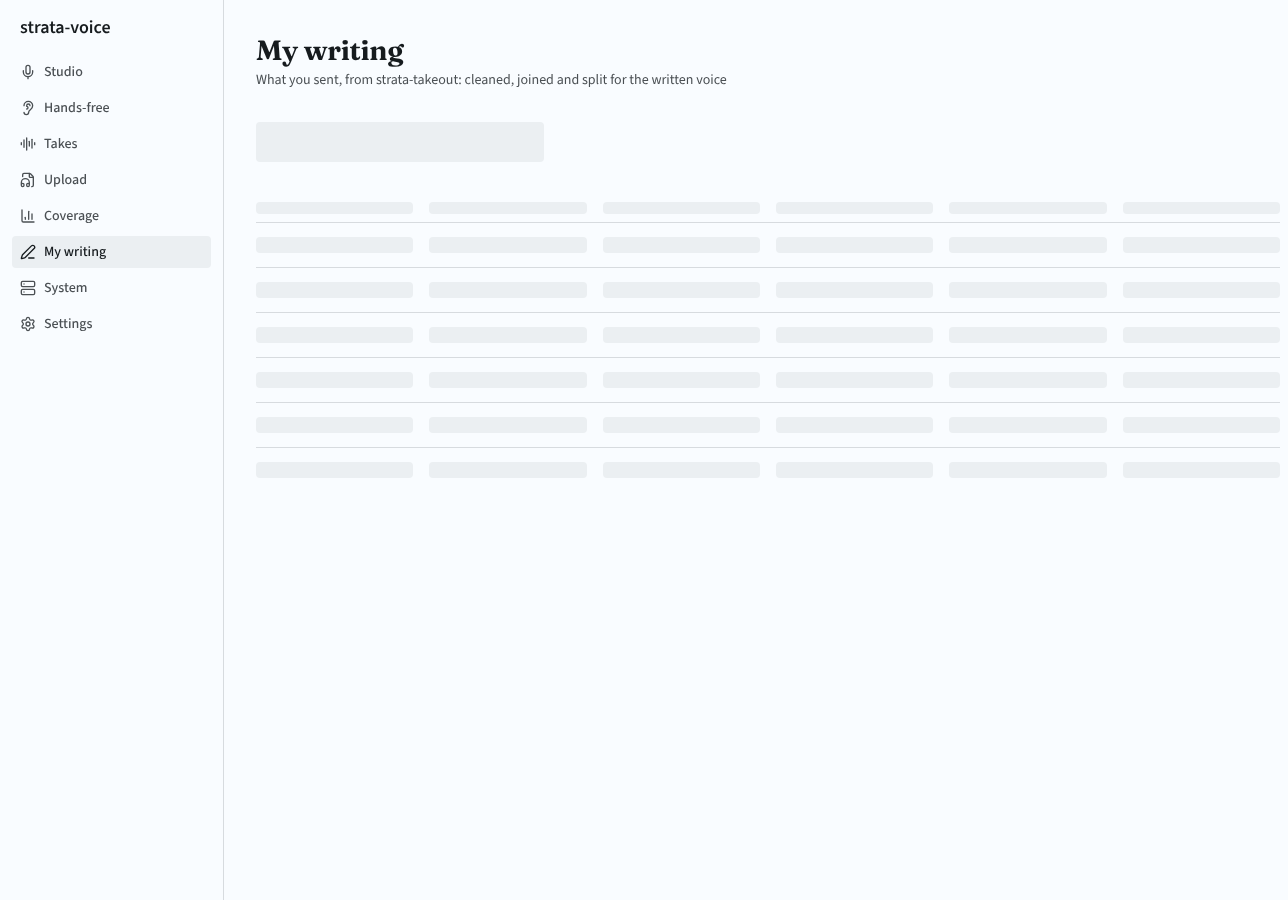 strata-voice
Studio
Hands-free
Takes
Upload
Coverage
My writing
System
Settings
My writing
What you sent, from strata-takeout: cleaned, joined and split for the written voice